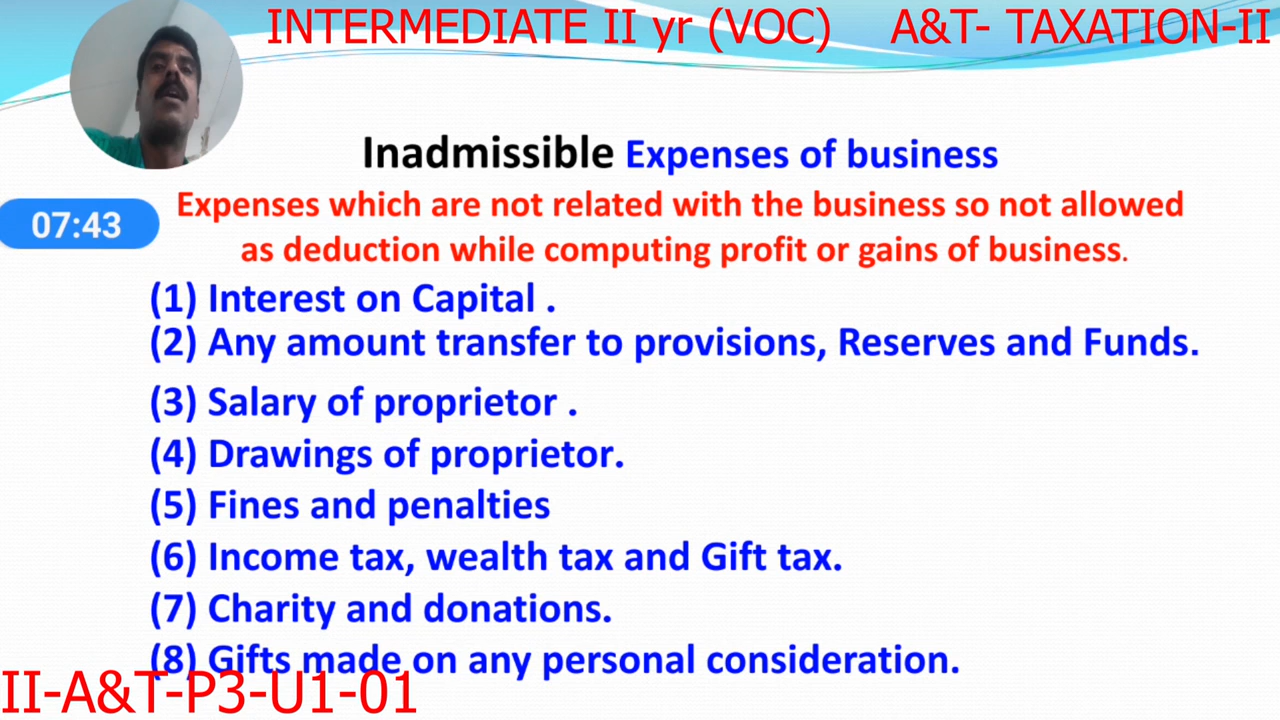 INTERMEDIATE II yr (VOC) A&T- TAXATION-II
Inadmissible Expenses of business
07:43
Expenses which are not related with the business so not allowed
as deduction while computing profit or gains of business.
(1) Interest on Capital .
(2) Any amount transfer to provisions, Reserves and Funds.
(3) Salary of proprietor .
(4) Drawings of proprietor.
(5) Fines and penalties
(6) Income tax, wealth tax and Gift tax.
(7) Charity and donations.
(8) Gifts made on any personal consideration.
II-A&T-P3-U1-01